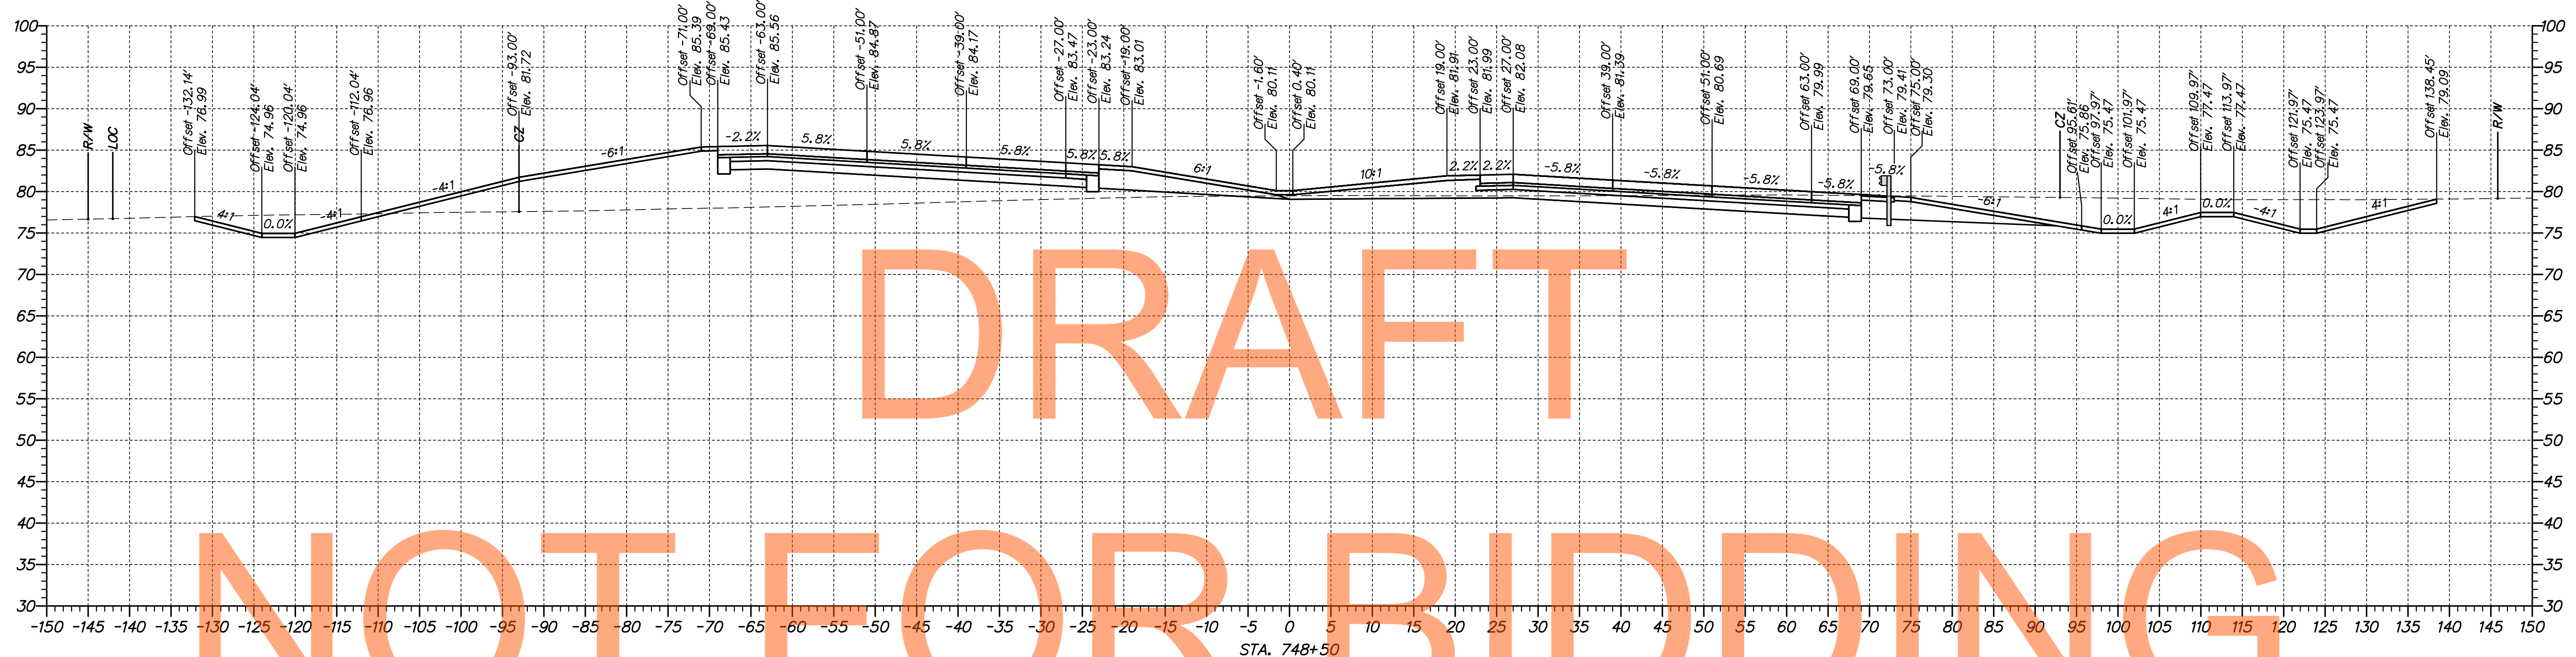 100
95
90
85
80
75
70
65
60
55
50
45
40
35
30
R/W
LOC
Offset -132.14'
Elev. 76.99
Offset -124.04'
Elev. 74.96
Offset -120.04'
Elev. 74.96
Offset -112.04'
Elev. 76.96
Offset -93.00'
Elev. 81.72
CZ
Offset -71.00'
Elev. 85.39
Offset -69.00'
Elev. 85.43
Offset -63.00'
Elev. 85.56
Offset -51.00'
Elev. 84.87
Offset -39.00'
Elev. 84.17
Offset -27.00'
Elev. 83.47
Offset -23.00'
Elev. 83.24
Offset -19.00'
Elev. 83.01
Offset -1.60'
Elev. 80.11
Offset 0.40'
Elev. 80.11
Offset 19.00'
Elev. 81.91
Offset 23.00'
Elev. 81.99
Offset 27.00'
Elev. 82.08
Offset 39.00'
Elev. 81.39
Offset 51.00'
Elev. 80.69
Offset 63.00'
Elev. 79.99
Offset 69.00'
Elev. 79.65
Offset 73.00'
Elev. 79.41
Offset 75.00'
Elev. 79.30
CZ
Offset 95.61'
Elev. 75.86
Offset 97.97'
Elev. 75.47
Offset 101.97'
Elev. 75.47
Offset 109.97'
Elev. 77.47
Offset 113.97'
Elev. 77.47
Offset 121.97'
Elev. 75.47
Offset 123.97'
Elev. 75.47
Offset 138.45'
Elev. 79.09
R/W
100
95
90
85
80
75
70
65
60
55
50
45
40
35
30
4:1
0.0%
-4:1
-4:1
-6:1
-2.2%
5.8%
5.8%
5.8%
5.8%
5.8%
6:1
10:1
2.2%
2.2%
-5.8%
-5.8%
-5.8%
-5.8%
-5.8%
-6:1
0.0%
4:1
0.0%
-4:1
4:1
DRAFT
NOT FOR BIDDING
-150 -145 -140 -135 -130 -125 -120 -115 -110 -105 -100 -95 -90 -85 -80 -75 -70 -65 -60 -55 -50 -45 -40 -35 -30 -25 -20 -15 -10 -5 0 5 10 15 20 25 30 35 40 45 50 55 60 65 70 75 80 85 90 95 100 105 110 115 120 125 130 135 140 145 150
STA. 748+50